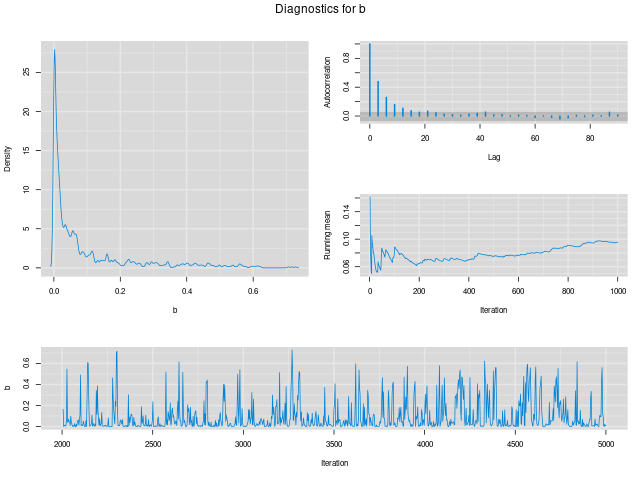 Diagnostics for b
Density
0 5 10 15 20 25
0.0 0.2 0.4 0.6
b
Autocorrelation
0.0 0.4 0.8
0 20 40 60 80
Lag
Running mean
0.06 0.10 0.14
0 200 400 600 800 1000
Iteration
b
0.0 0.2 0.4 0.6
2000 2500 3000 3500 4000 4500 5000
Iteration